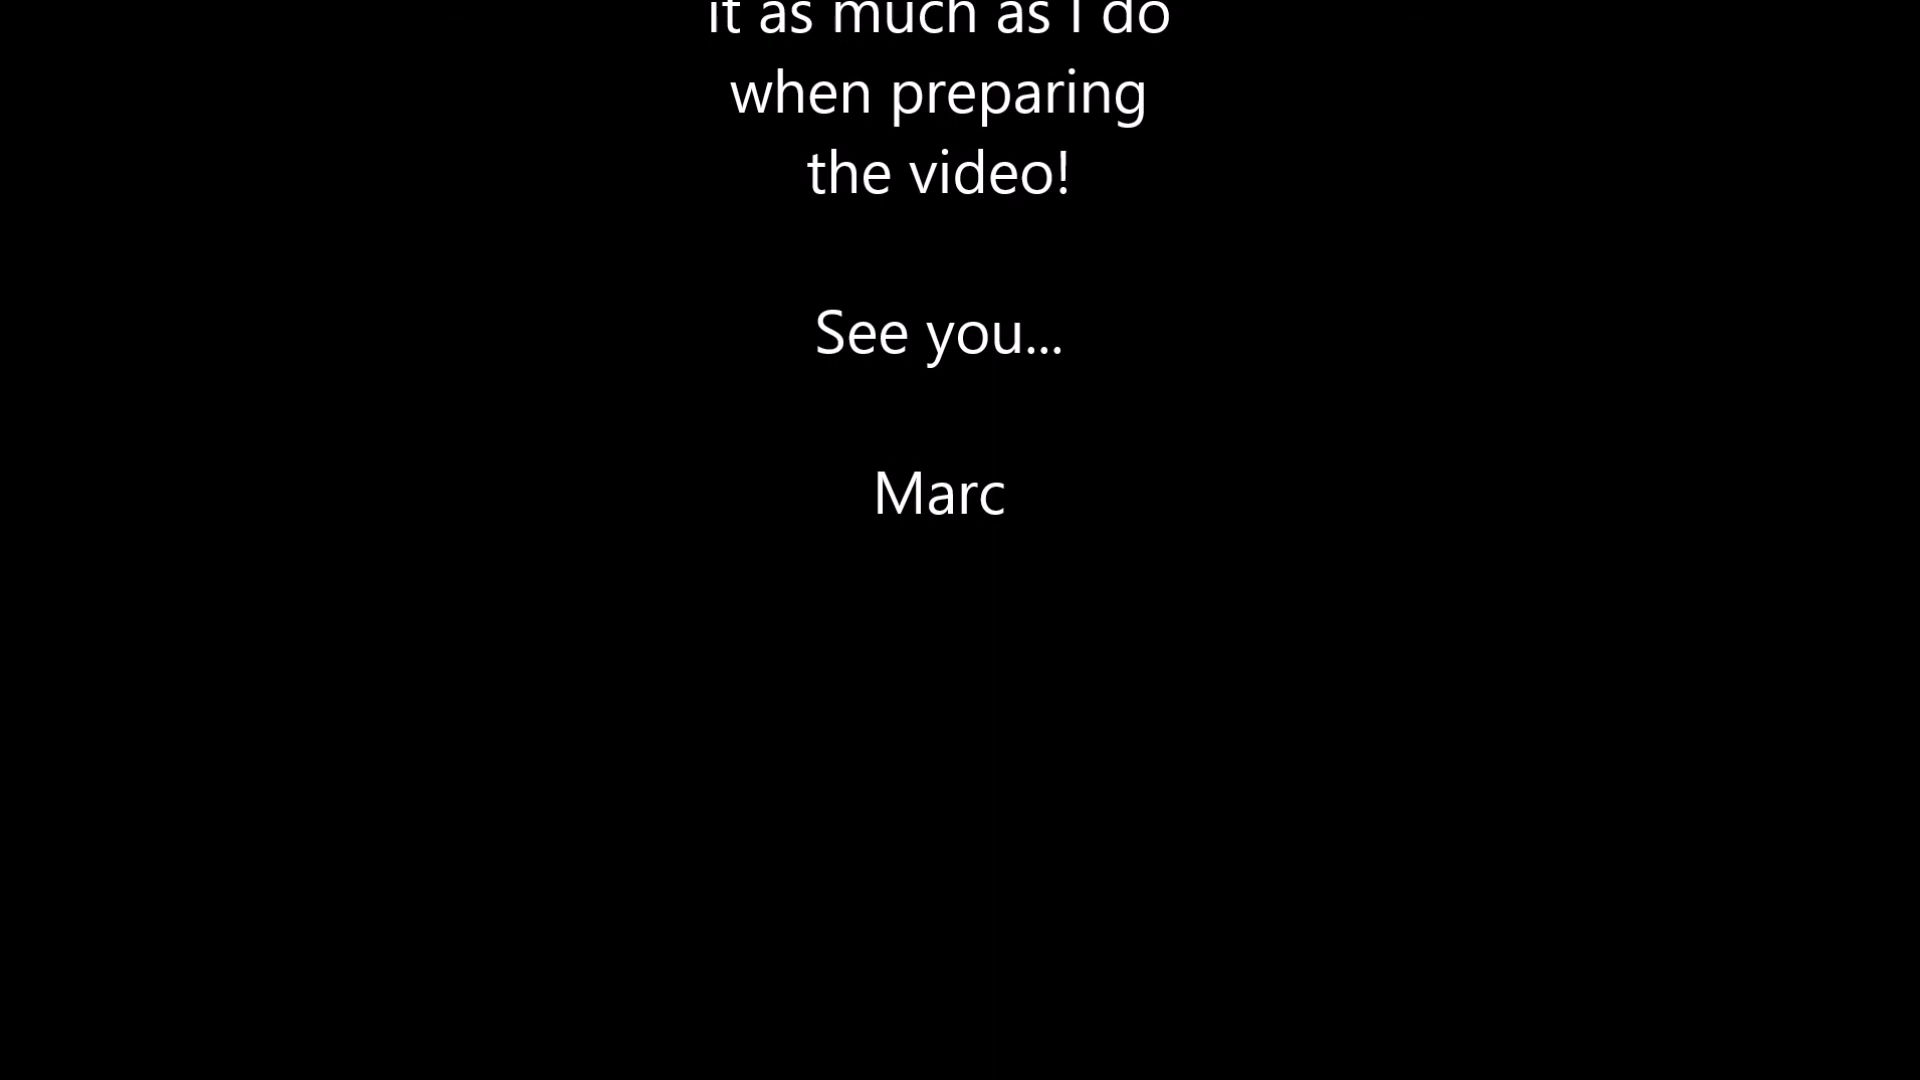 it as much as I do
when preparing
the video!
See you...
Marc